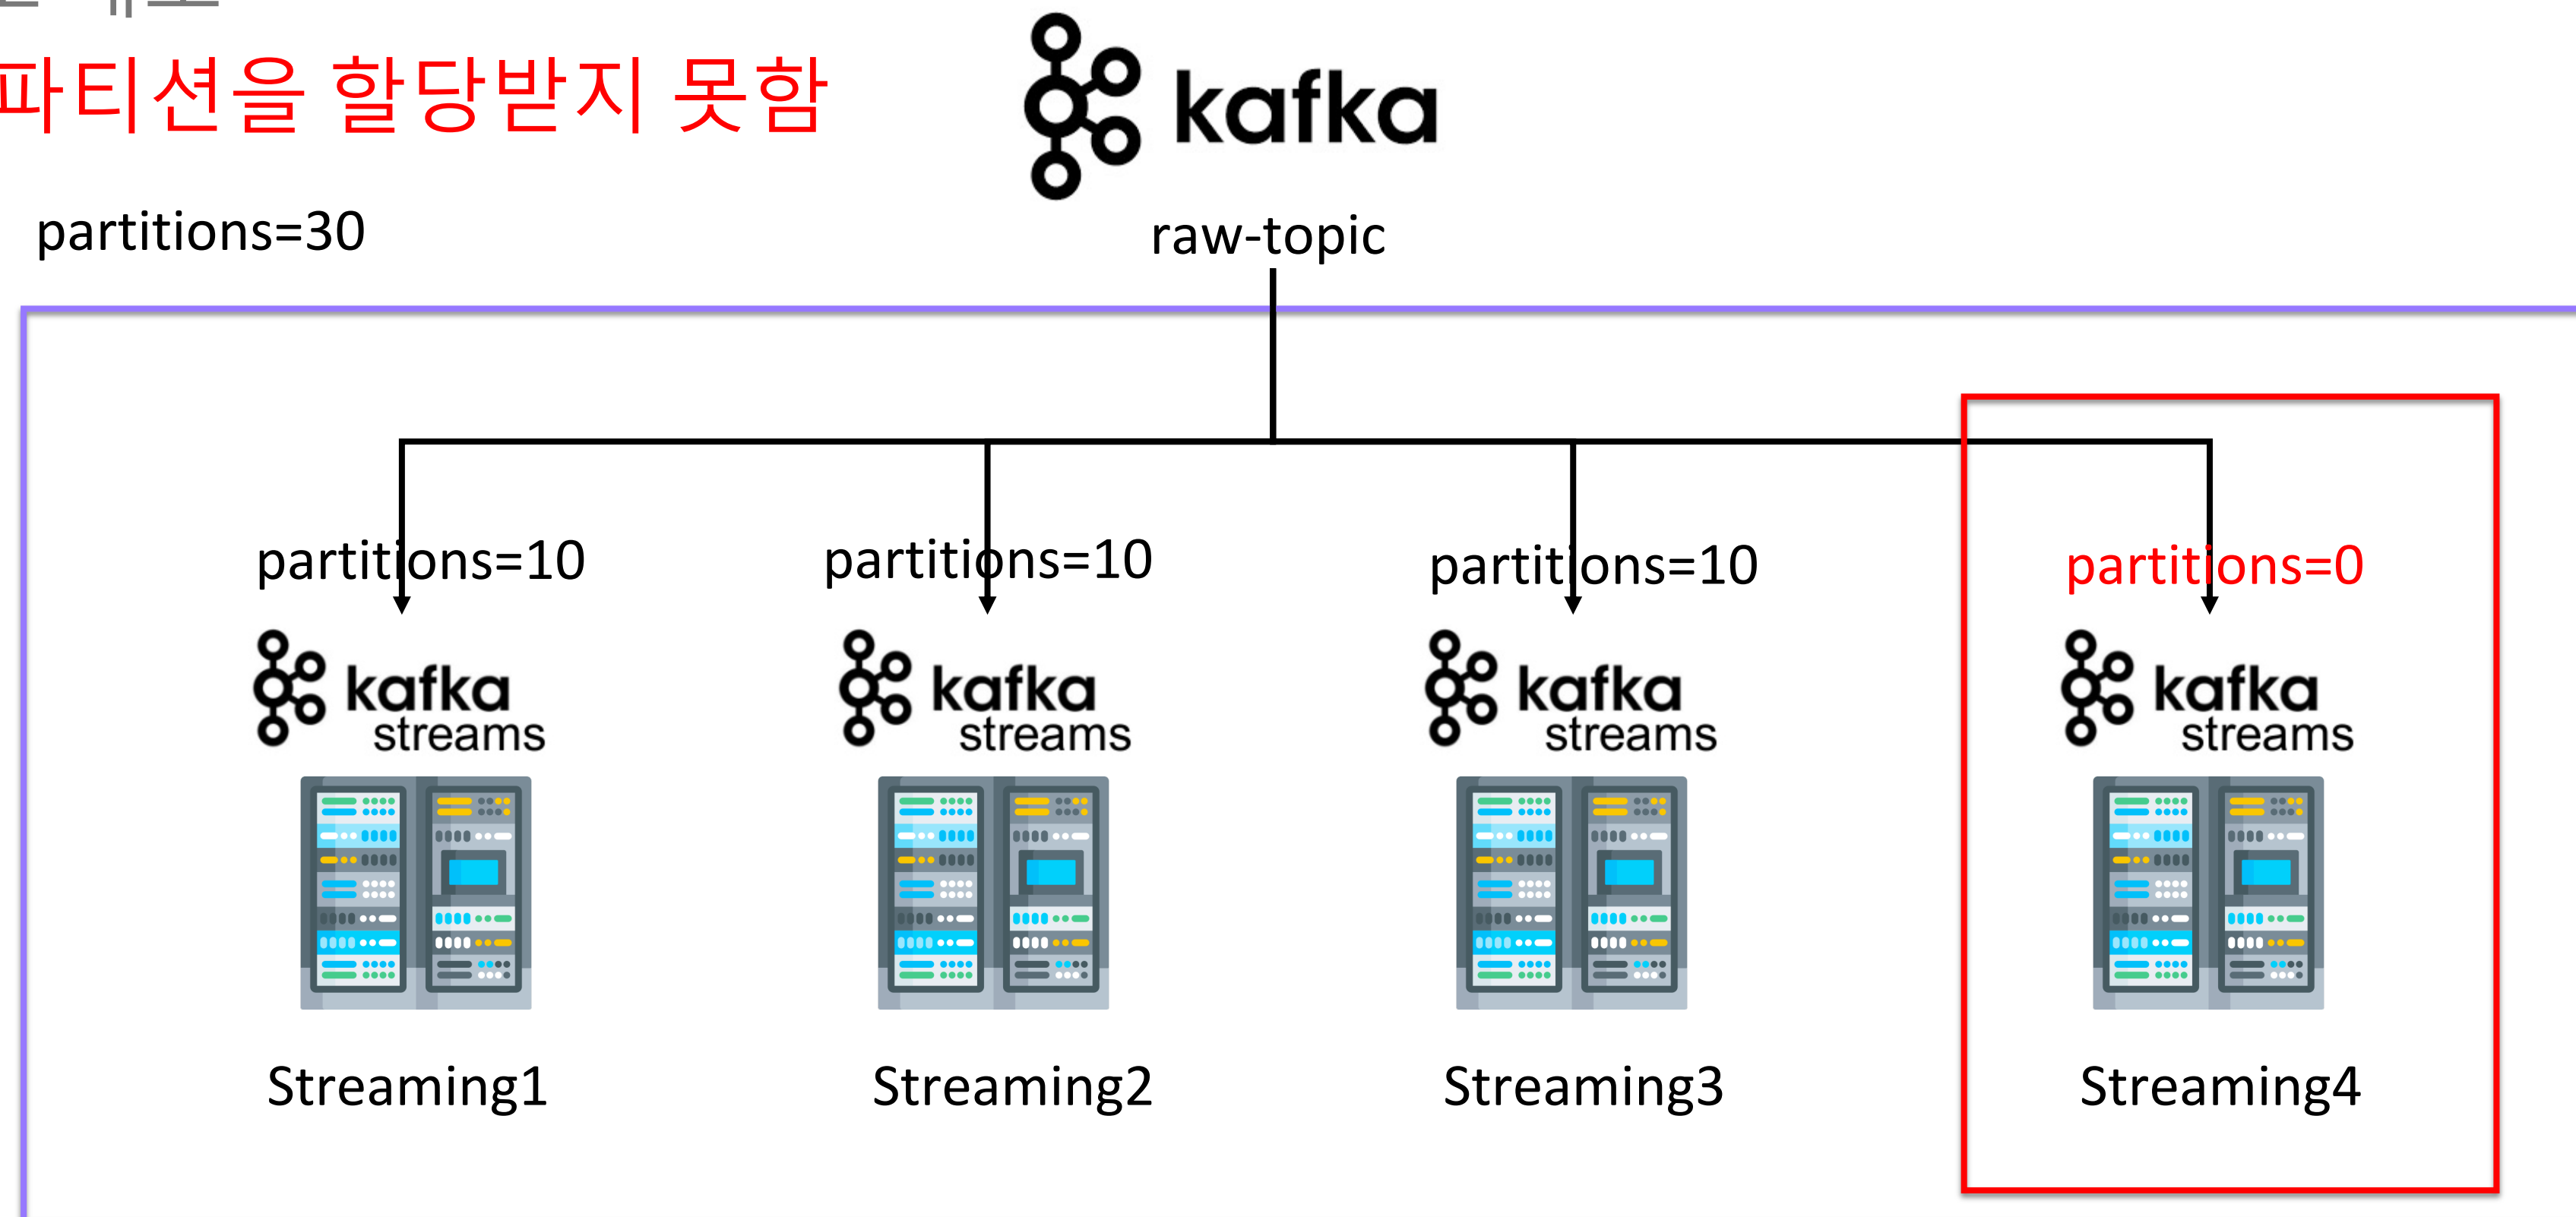 파티션을 할당받지 못함
kafka
partitions=30
raw-topic
partitions=10
partitions=10
partitions=10
partitions=0
kafka
streams
kafka
streams
kafka
streams
kafka
streams
Streaming1
Streaming2
Streaming3
Streaming4